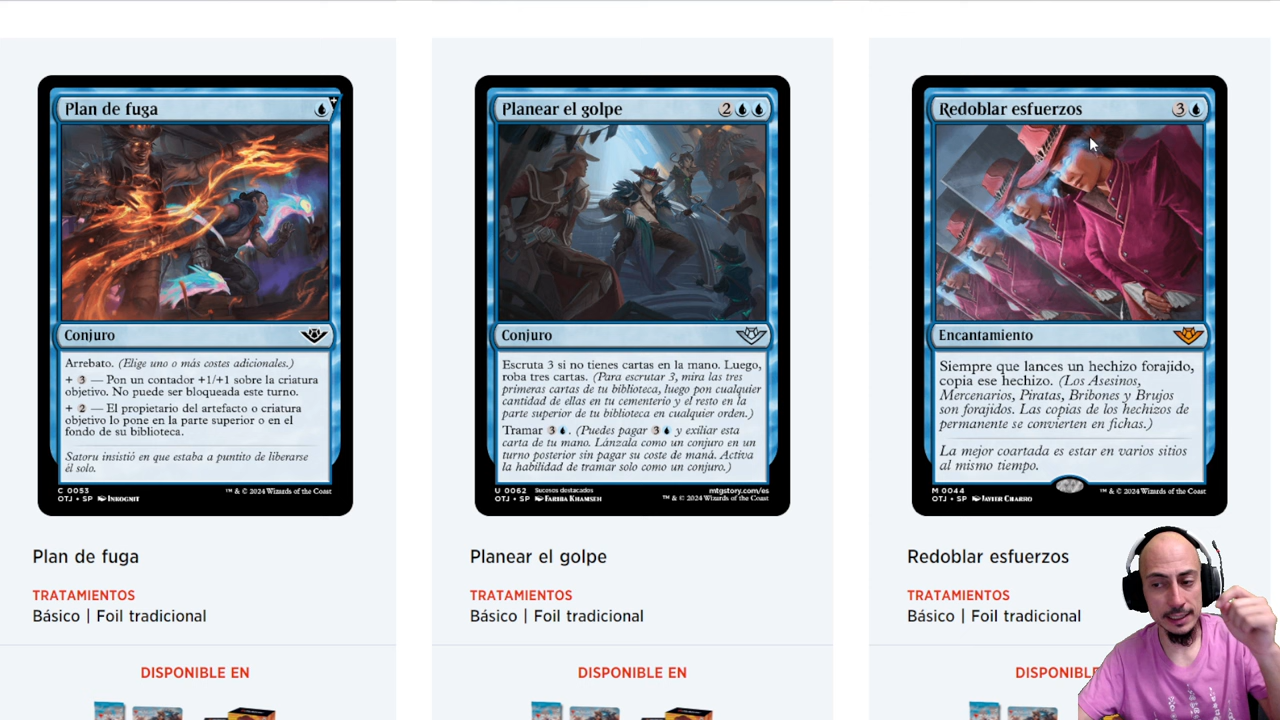 Plan de fuga
Conjuro
Arrebato. (Elige uno o más costes adicionales.)
+ 3 — Pon un contador +1/+1 sobre la criatura
objetivo. No puede ser bloqueada este turno.
+ 2 — El propietario del artefacto o criatura
objetivo lo pone en la parte superior o en el
fondo de su biblioteca.
Satoru insistió en que estaba a puntito de liberarse
él solo.
C 0053
OTJ • SP INKOGNIT
™ & © 2024 Wizards of the Coast
Plan de fuga
TRATAMIENTOS
Básico | Foil tradicional
DISPONIBLE EN
Planear el golpe 2
Conjuro
Escruta 3 si no tienes cartas en la mano. Luego,
roba tres cartas. (Para escrutar 3, mira las tres
primeras cartas de tu biblioteca, luego pon cualquier
cantidad de ellas en tu cementerio y el resto en la
parte superior de tu biblioteca en cualquier orden.)
Tramar 3 . (Puedes pagar 3 y exiliar esta
carta de tu mano. Lánzala como un conjuro en un
turno posterior sin pagar su coste de maná. Activa
la habilidad de tramar solo como un conjuro.)
U 0062 Sucesos destacados mtgstory.com/es
OTJ • SP FARIBA KHAMSEH ™ & © 2024 Wizards of the Coast
Planear el golpe
TRATAMIENTOS
Básico | Foil tradicional
DISPONIBLE EN
Redoblar esfuerzos 3
Encantamiento
Siempre que lances un hechizo forajido,
copia ese hechizo. (Los Asesinos,
Mercenarios, Piratas, Bribones y Brujos
son forajidos. Las copias de los hechizos de
permanente se convierten en fichas.)
La mejor coartada es estar en varios sitios
al mismo tiempo.
M 0044
OTJ • SP JAVIER CHARRO
™ & © 2024 Wizards of the Coast
Redoblar esfuerzos
TRATAMIENTOS
Básico | Foil tradicional
DISPONIBLE